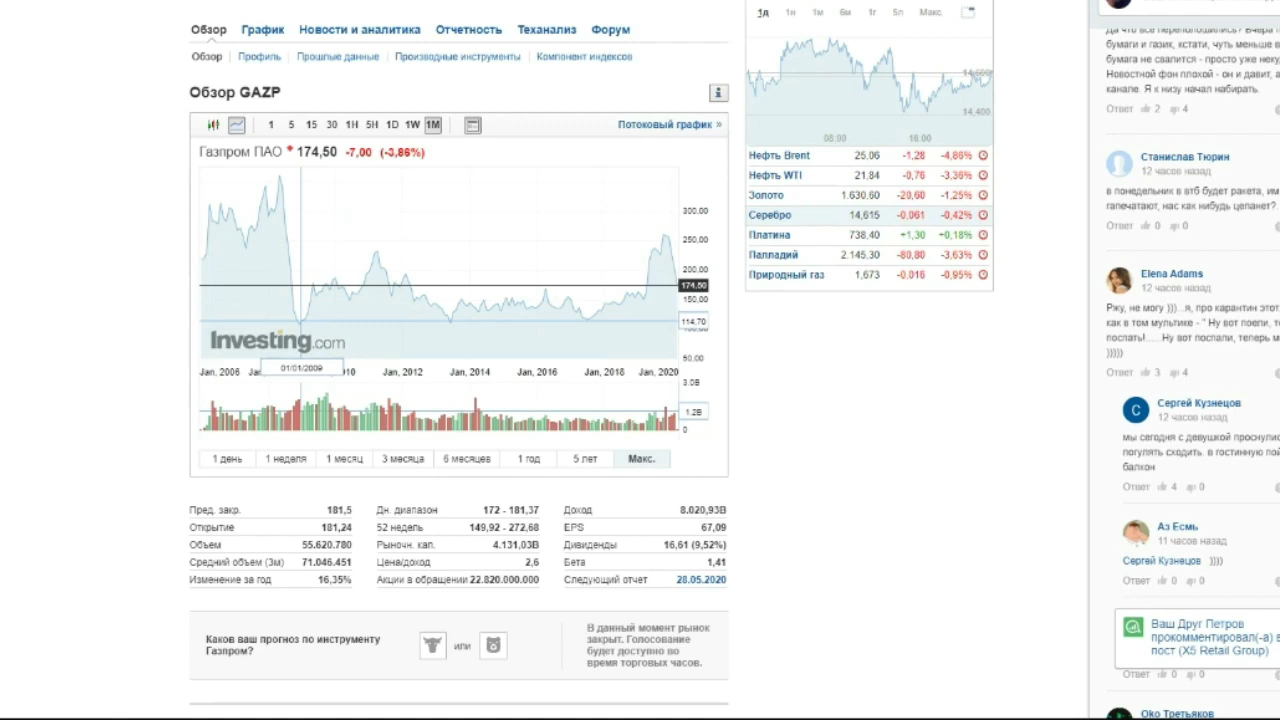 Обзор График Новости и аналитика Отчетность Теханализ Форум
Обзор Профиль Прошлые данные Производные инструменты Компонент индексов
Обзор GAZP
1 5 15 30 1H 5H 1D 1W 1M Потоковый график »
Газпром ПАО 174,50 -7,00 (-3,86%)
300,00
250,00
200,00
174,50
150,00
114,70
50,00
Investing.com
01/01/2009
Jan, 2006 Jan, 2012 Jan, 2014 Jan, 2016 Jan, 2018 Jan, 2020
3.0B
1.2B
0
1 день 1 неделя 1 месяц 3 месяца 6 месяцев 1 год 5 лет Макс.
Пред. закр. 181,5
Открытие 181,24
Объем 55.620.780
Средний объем (3м) 71.046.451
Изменение за год 16,35%
Дн. диапазон 172 - 181,37
52 недель 149,92 - 272,68
Рыночн. кап. 4.131,03B
Цена/доход 2,6
Акции в обращении 22.820.000.000
Доход 8.020,93B
EPS 67,09
Дивиденды 16,61 (9,52%)
Бета 1,41
Следующий отчет 28.05.2020
Каков ваш прогноз по инструменту
Газпром?
или
В данный момент рынок
закрыт. Голосование
будет доступно во
время торговых часов.
1д 1н 1м 6м 1г 5л Макс.
14,400
08:00 16:00
Нефть Brent 25,06 -1,28 -4,86%
Нефть WTI 21,84 -0,76 -3,36%
Золото 1.630,60 -20,60 -1,25%
Серебро 14,615 -0,061 -0,42%
Платина 738,40 +1,30 +0,18%
Палладий 2.145,30 -80,80 -3,63%
Природный газ 1,673 -0,016 -0,95%
Да что все переполошились? Вчера
бумаги и газик, кстати, чуть меньше
бумага не свалится - просто уже
Новостной фон плохой - он и давит,
канале. Я к низу начал набирать.
Ответ 2 4
Станислав Тюрин
12 часов назад
в понедельник в втб будет ракета,
гапечатают, нас как нибудь цепанет?
Ответ 0 0
Elena Adams
12 часов назад
Ржу, не могу )))...я, про карантин
как в том мультике - " Ну вот поели,
поспать!.....Ну вот поспали, теперь
)))))
Ответ 3 4
С
Сергей Кузнецов
12 часов назад
мы сегодня с девушкой
погулять сходить. в гостинную
балкон
Ответ 4 0
Аз Есмь
11 часов назад
Сергей Кузнецов ))))
Ответ 0 0
Ваш Друг Петров
прокомментировал(-а) в
пост (X5 Retail Group)
Ответ 0 0
Око Третьяков